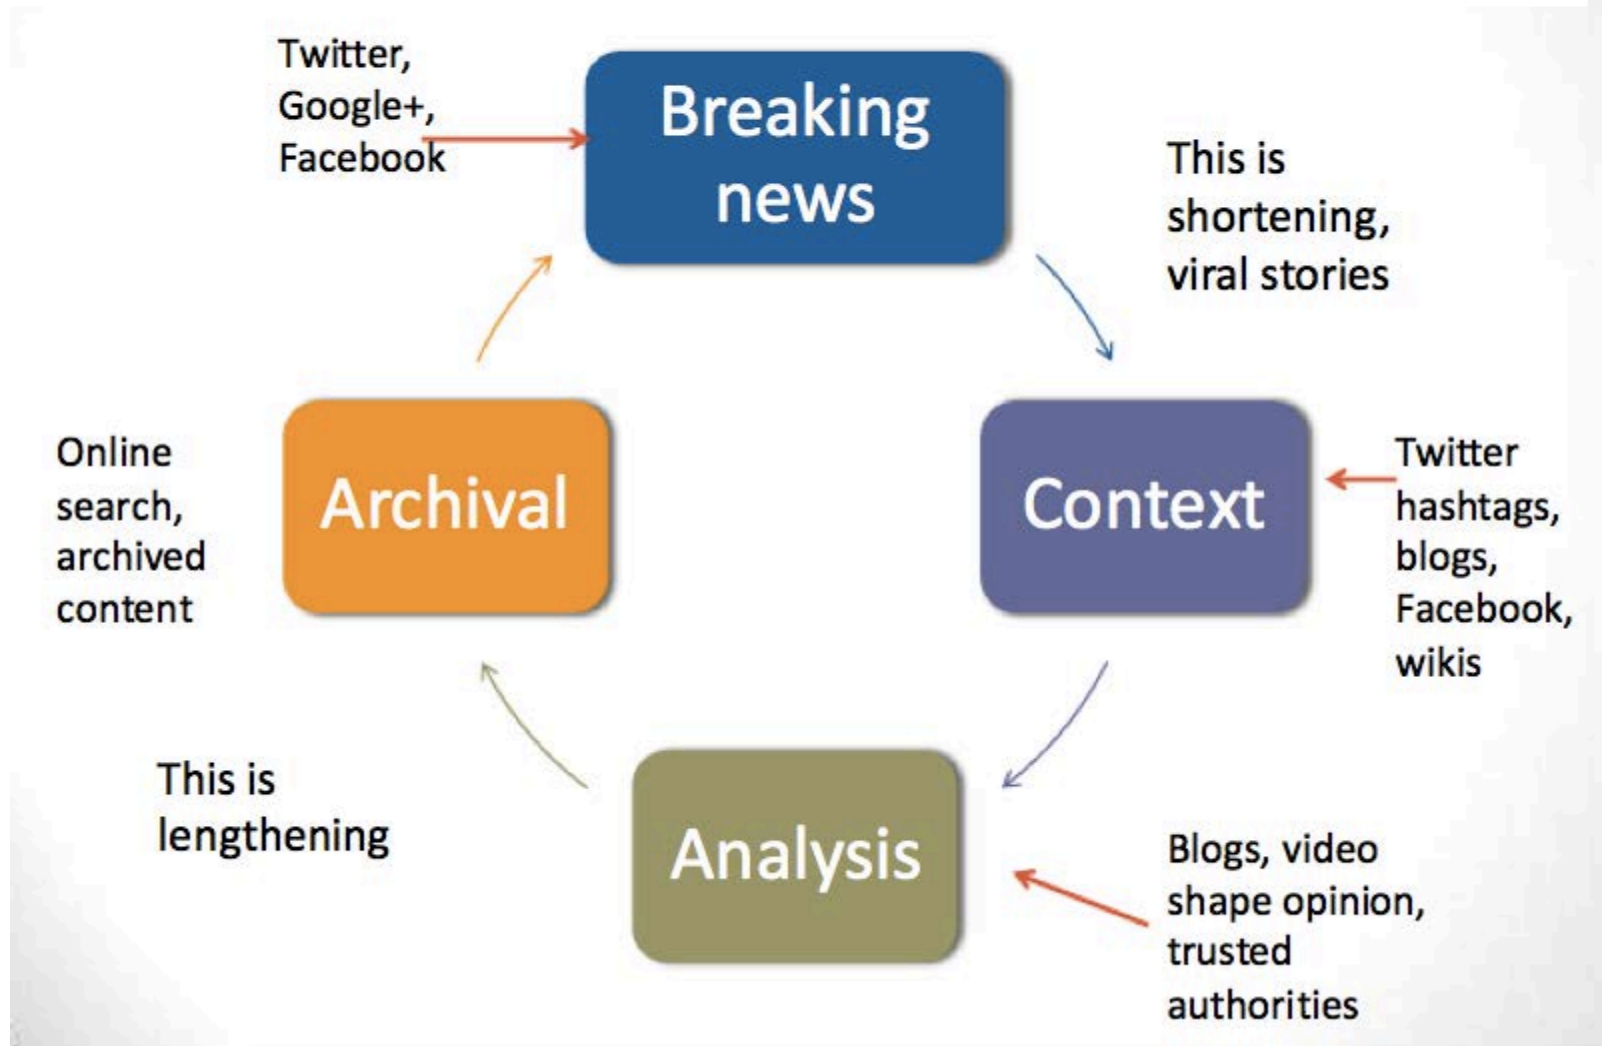 Twitter,
Google+,
Facebook
Breaking
news
This is
shortening,
viral stories
Online
search,
archived
content
Archival
Context
Twitter
hashtags,
blogs,
Facebook,
wikis
This is
lengthening
Analysis
Blogs, video
shape opinion,
trusted
authorities